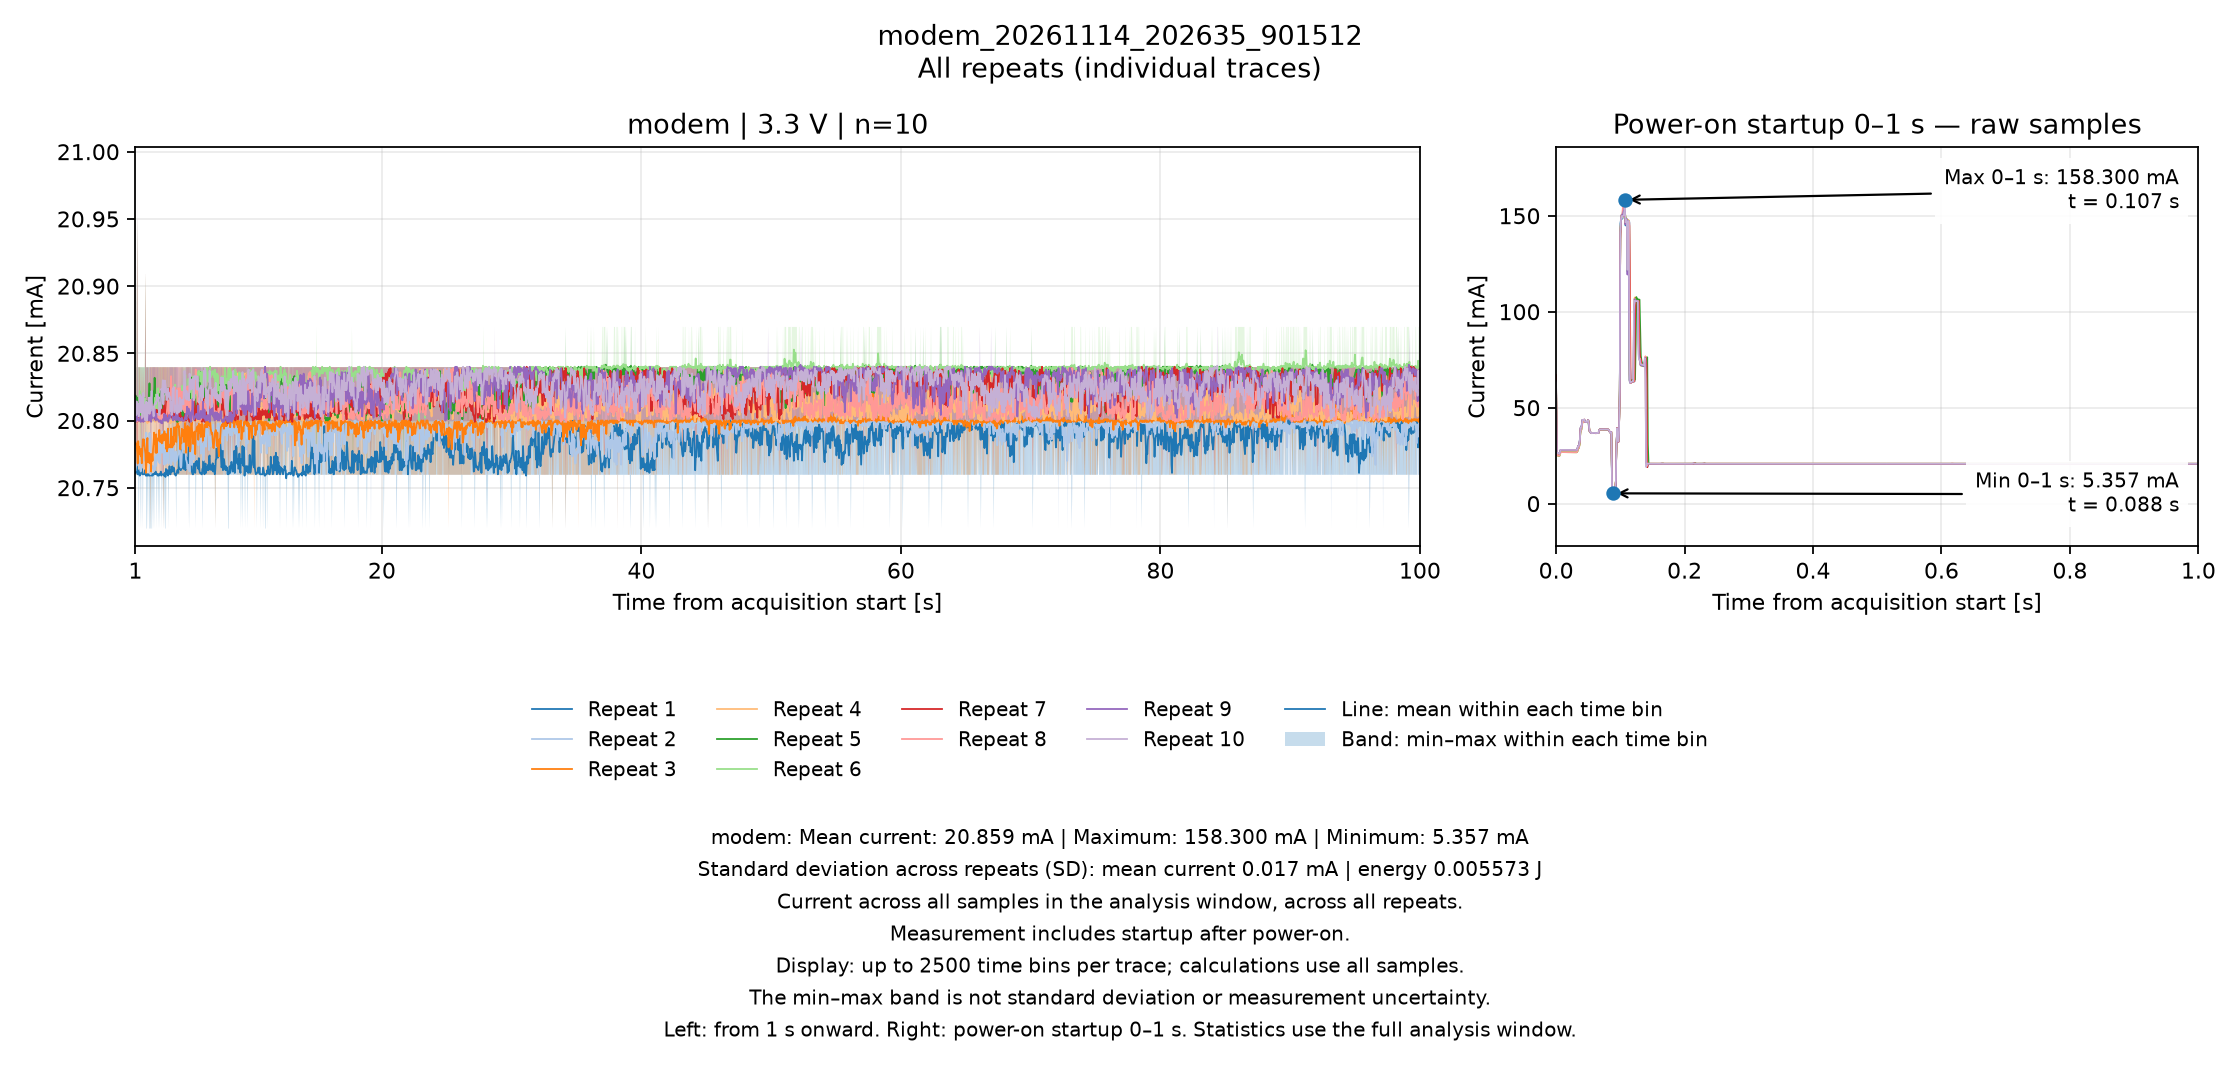 modem_20261114_202635_901512
All repeats (individual traces)
modem | 3.3 V | n=10
21.00
20.95
20.90
20.85
20.80
20.75
Current [mA]
1
20
40
60
80
100
Time from acquisition start [s]
Power-on startup 0–1 s — raw samples
150
100
50
0
Current [mA]
Max 0–1 s: 158.300 mA
t = 0.107 s
Min 0–1 s: 5.357 mA
t = 0.088 s
0.0
0.2
0.4
0.6
0.8
1.0
Time from acquisition start [s]
Repeat 1
Repeat 2
Repeat 3
Repeat 4
Repeat 5
Repeat 6
Repeat 7
Repeat 8
Repeat 9
Repeat 10
Line: mean within each time bin
Band: min–max within each time bin
modem: Mean current: 20.859 mA | Maximum: 158.300 mA | Minimum: 5.357 mA
Standard deviation across repeats (SD): mean current 0.017 mA | energy 0.005573 J
Current across all samples in the analysis window, across all repeats.
Measurement includes startup after power-on.
Display: up to 2500 time bins per trace; calculations use all samples.
The min–max band is not standard deviation or measurement uncertainty.
Left: from 1 s onward. Right: power-on startup 0–1 s. Statistics use the full analysis window.